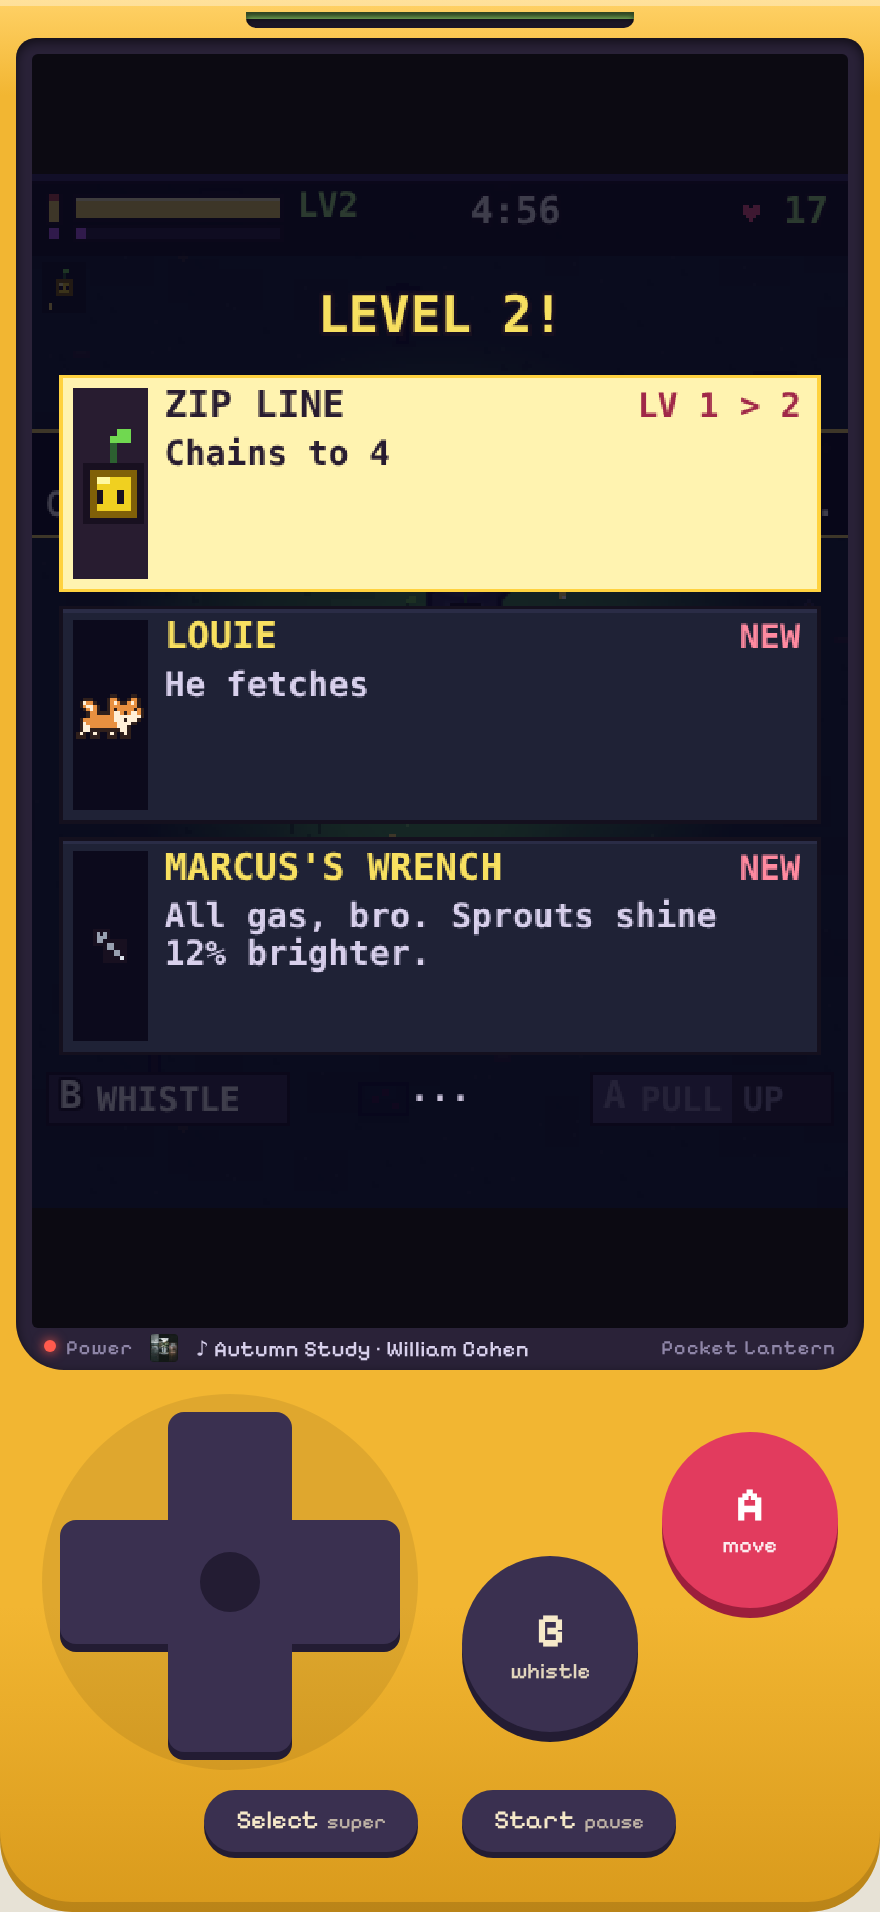 LV2 4:56 17
LEVEL 2!
ZIP LINE LV 1 > 2
Chains to 4
LOUIE NEW
He fetches
MARCUS'S WRENCH NEW
All gas, bro. Sprouts shine
12% brighter.
B WHISTLE ... A PULL UP
Power ♪ Autumn Study · William Cohen Pocket Lantern
A
move
B
whistle
Select super Start pause